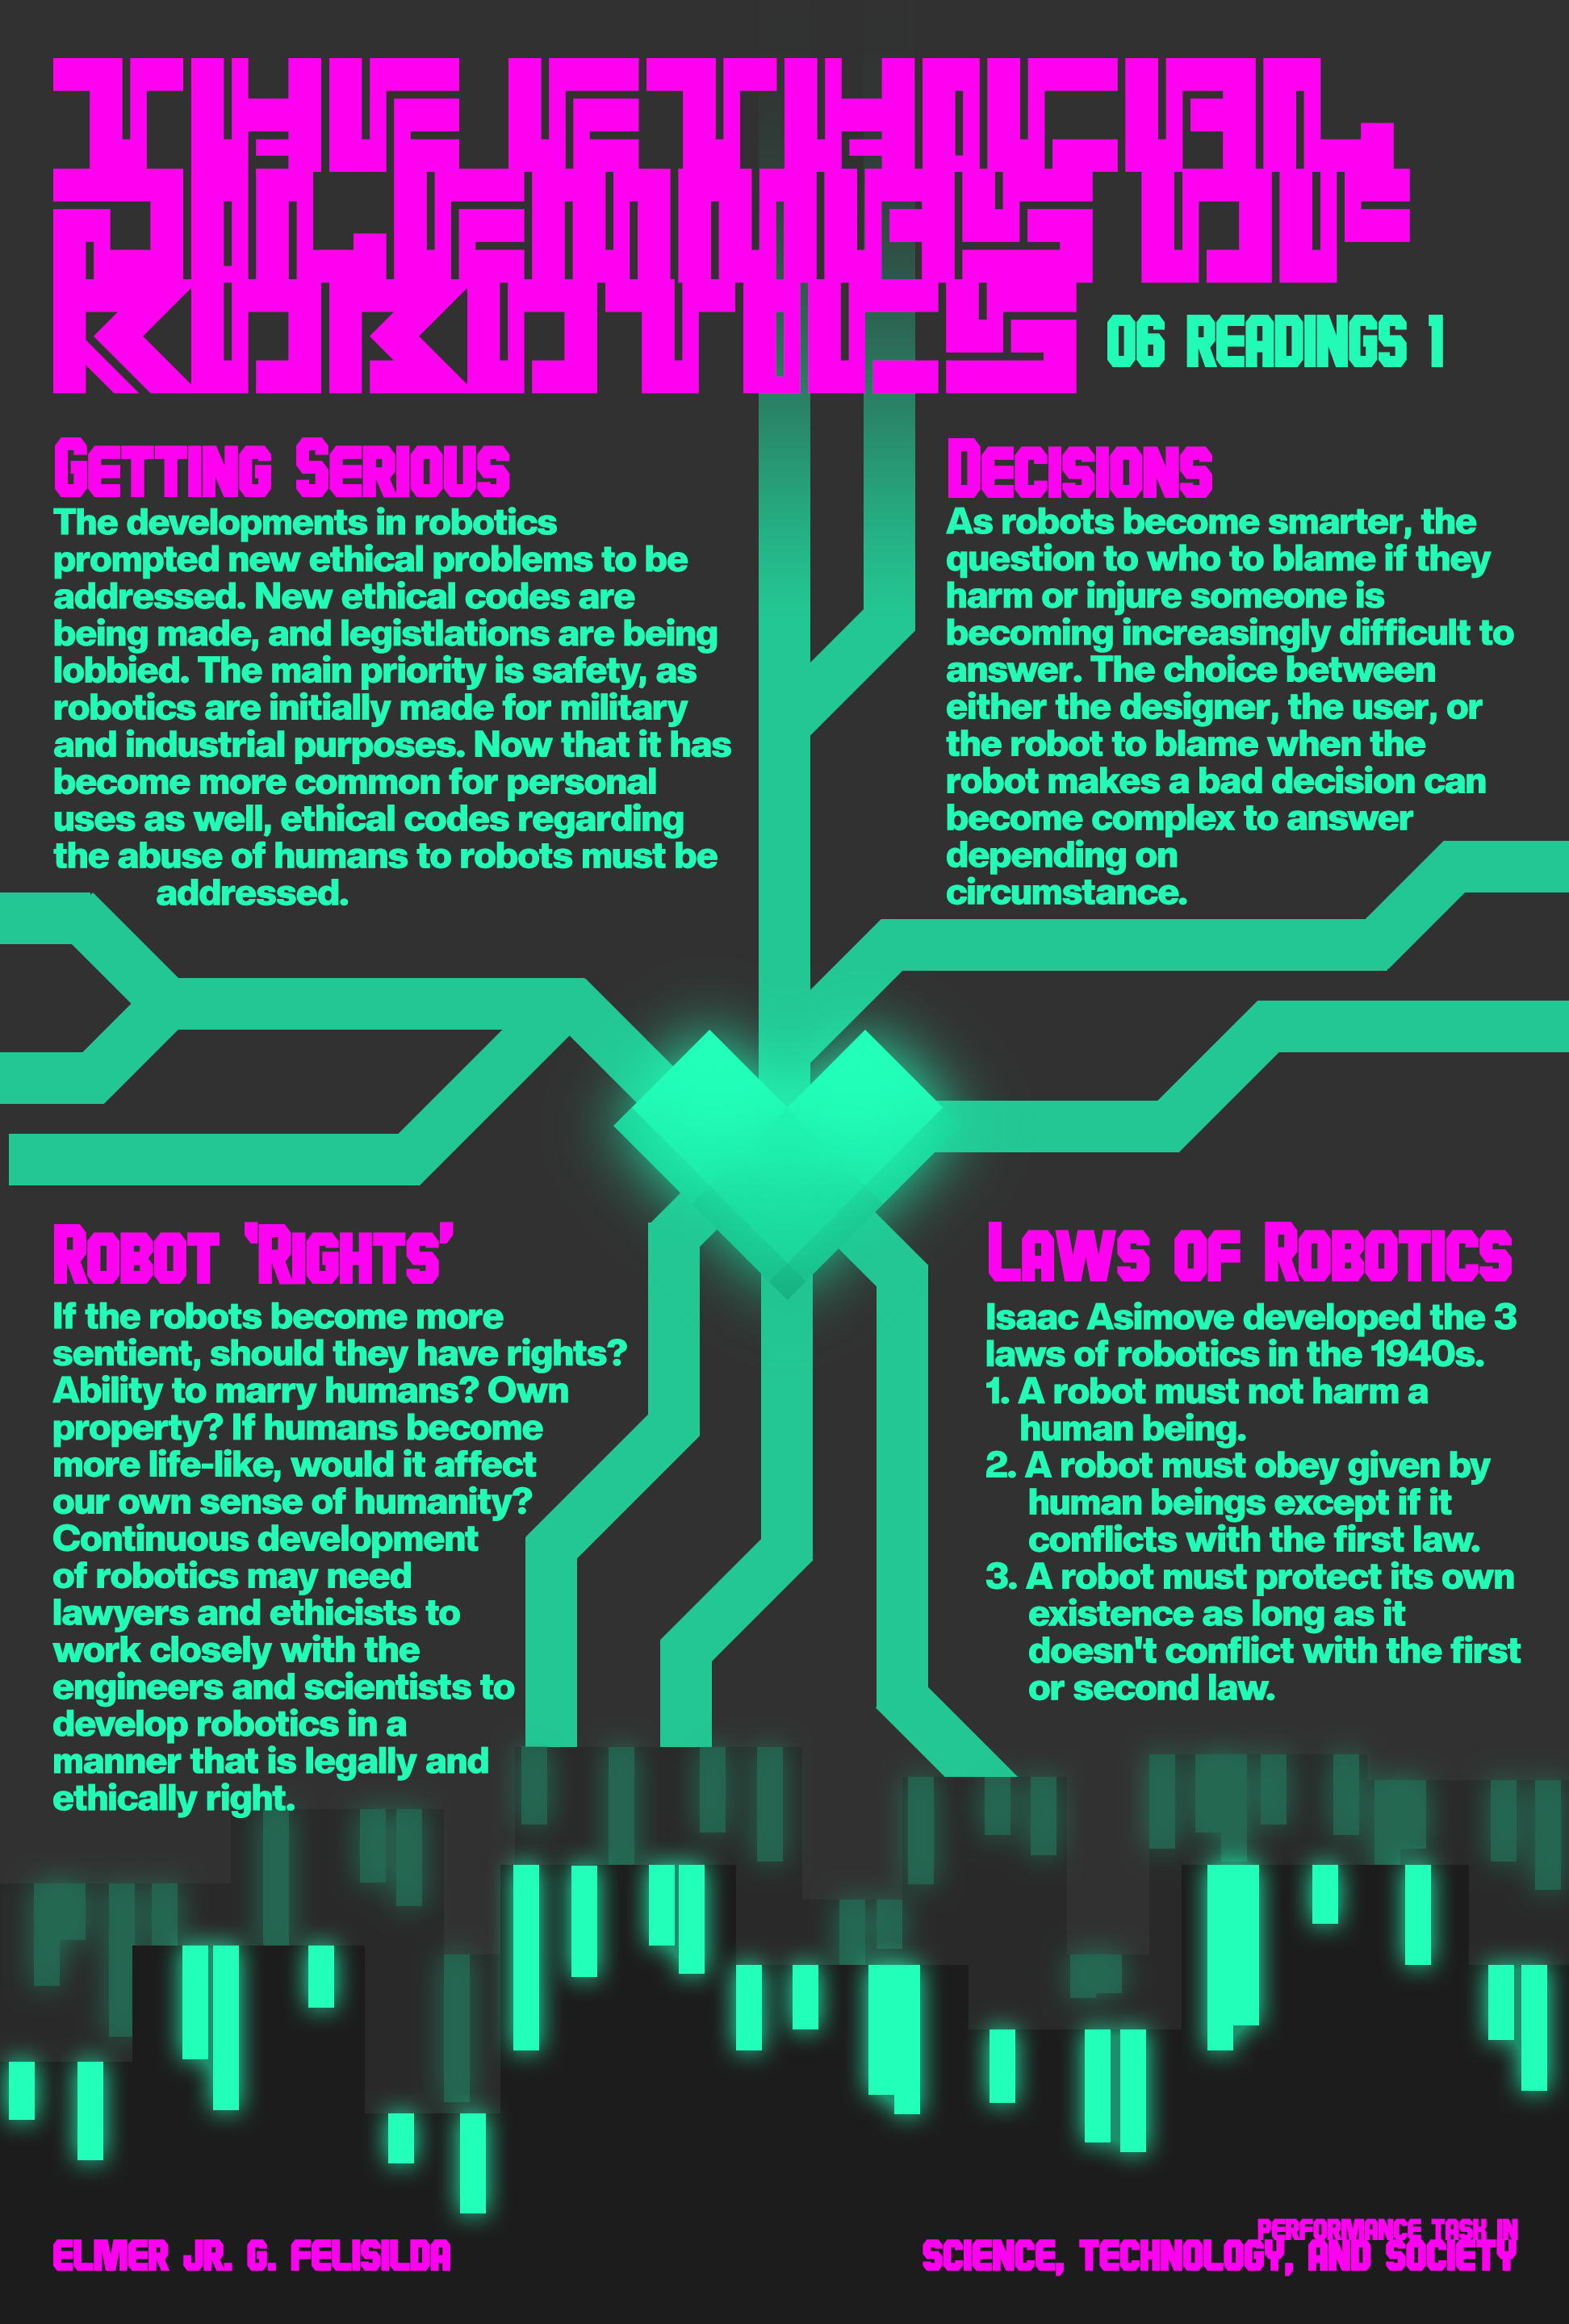 THE ETHICAL
DILEMMAS OF
ROBOTICS
06 READINGS 1
GETTING SERIOUS
The developments in robotics
prompted new ethical problems to be
addressed. New ethical codes are
being made, and legistlations are being
lobbied. The main priority is safety, as
robotics are initially made for military
and industrial purposes. Now that it has
become more common for personal
uses as well, ethical codes regarding
the abuse of humans to robots must be
addressed.
DECISIONS
As robots become smarter, the
question to who to blame if they
harm or injure someone is
becoming increasingly difficult to
answer. The choice between
either the designer, the user, or
the robot to blame when the
robot makes a bad decision can
become complex to answer
depending on
circumstance.
ROBOT 'RIGHTS'
If the robots become more
sentient, should they have rights?
Ability to marry humans? Own
property? If humans become
more life-like, would it affect
our own sense of humanity?
Continuous development
of robotics may need
lawyers and ethicists to
work closely with the
engineers and scientists to
develop robotics in a
manner that is legally and
ethically right.
LAWS OF ROBOTICS
Isaac Asimove developed the 3
laws of robotics in the 1940s.
1. A robot must not harm a
human being.
2. A robot must obey given by
human beings except if it
conflicts with the first law.
3. A robot must protect its own
existence as long as it
doesn't conflict with the first
or second law.
ELMER JR. G. FELISILDA
PERFORMANCE TASK IN
SCIENCE, TECHNOLOGY, AND SOCIETY